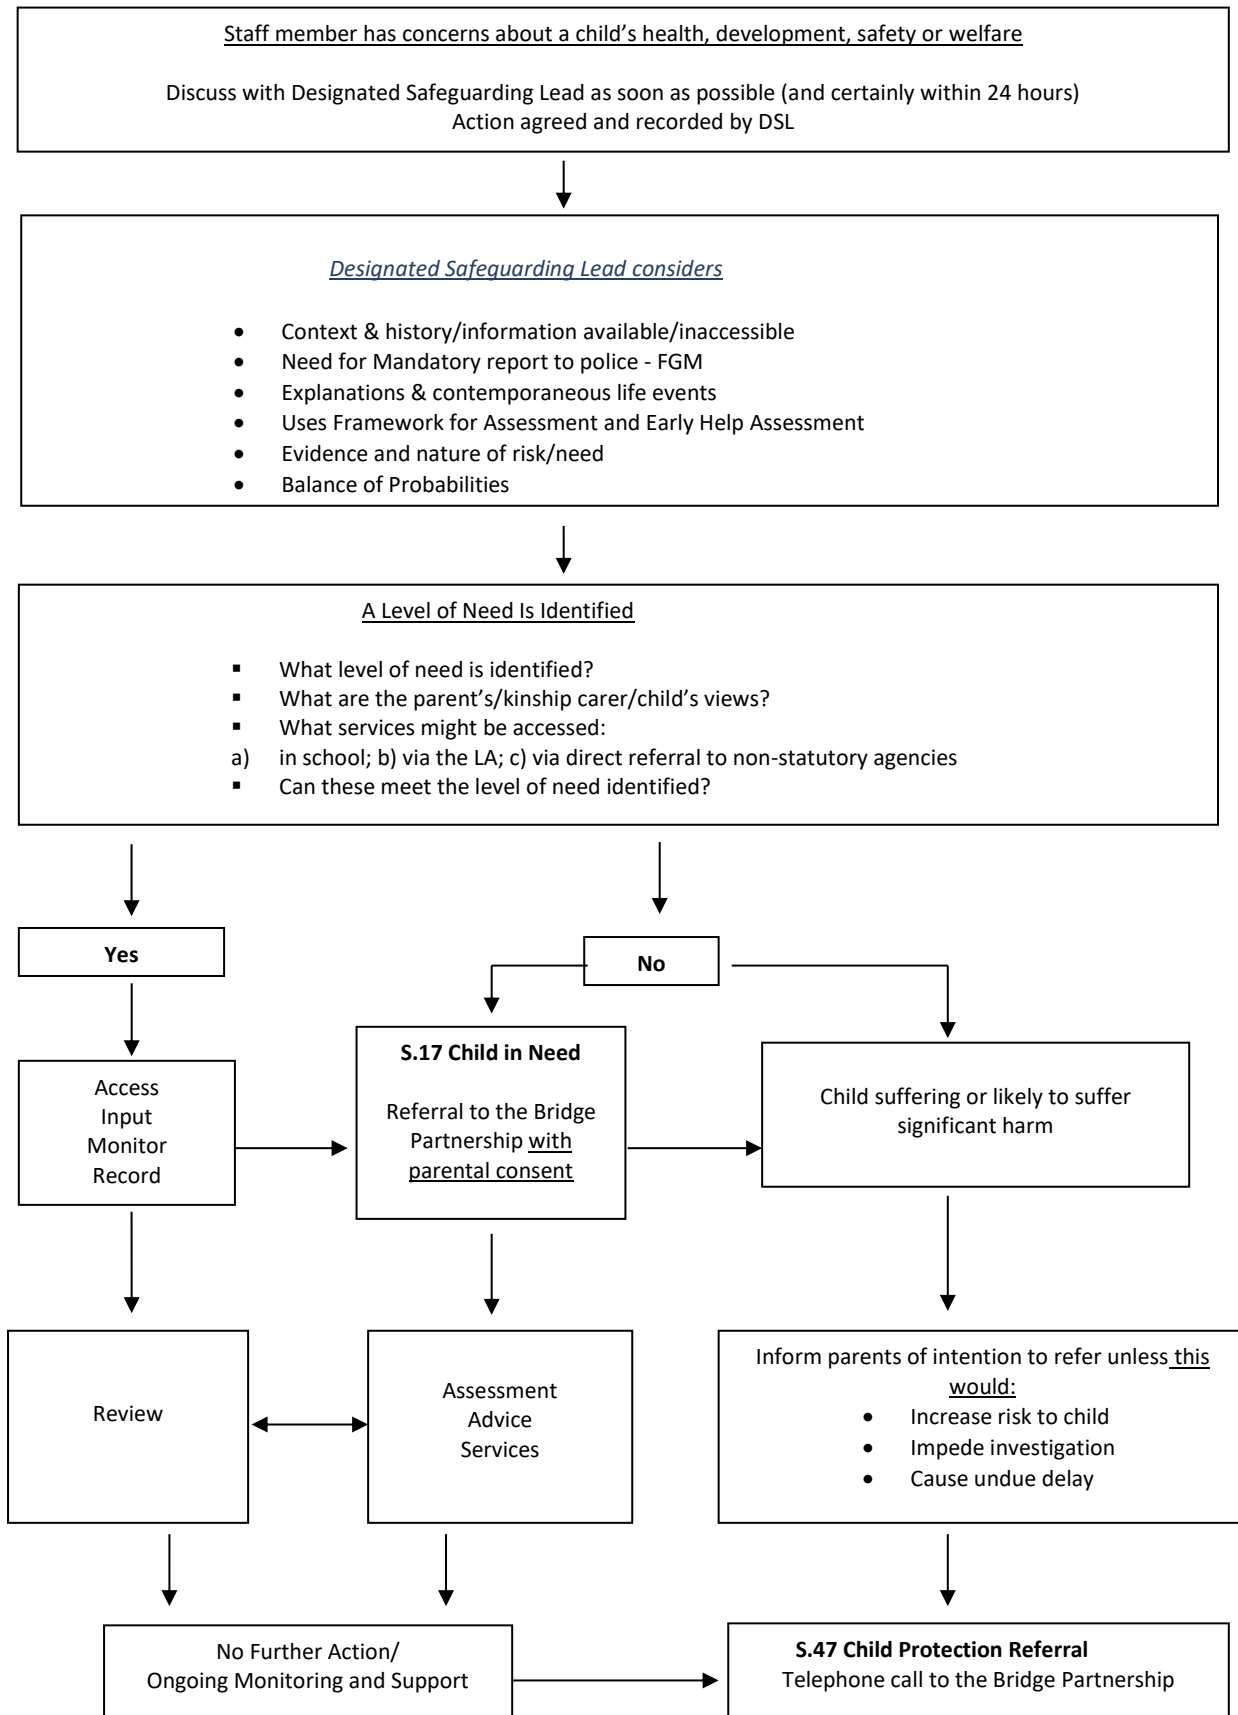 Staff member has concerns about a child’s health, development, safety or welfare
Discuss with Designated Safeguarding Lead as soon as possible (and certainly within 24 hours)
Action agreed and recorded by DSL
Designated Safeguarding Lead considers
• Context & history/information available/inaccessible
• Need for Mandatory report to police - FGM
• Explanations & contemporaneous life events
• Uses Framework for Assessment and Early Help Assessment
• Evidence and nature of risk/need
• Balance of Probabilities
A Level of Need Is Identified
▪ What level of need is identified?
▪ What are the parent’s/kinship carer/child’s views?
▪ What services might be accessed:
a) in school; b) via the LA; c) via direct referral to non-statutory agencies
▪ Can these meet the level of need identified?
Yes
No
Access
Input
Monitor
Record
S.17 Child in Need
Referral to the Bridge
Partnership with
parental consent
Child suffering or likely to suffer
significant harm
Review
Assessment
Advice
Services
Inform parents of intention to refer unless this
would:
• Increase risk to child
• Impede investigation
• Cause undue delay
No Further Action/
Ongoing Monitoring and Support
S.47 Child Protection Referral
Telephone call to the Bridge Partnership